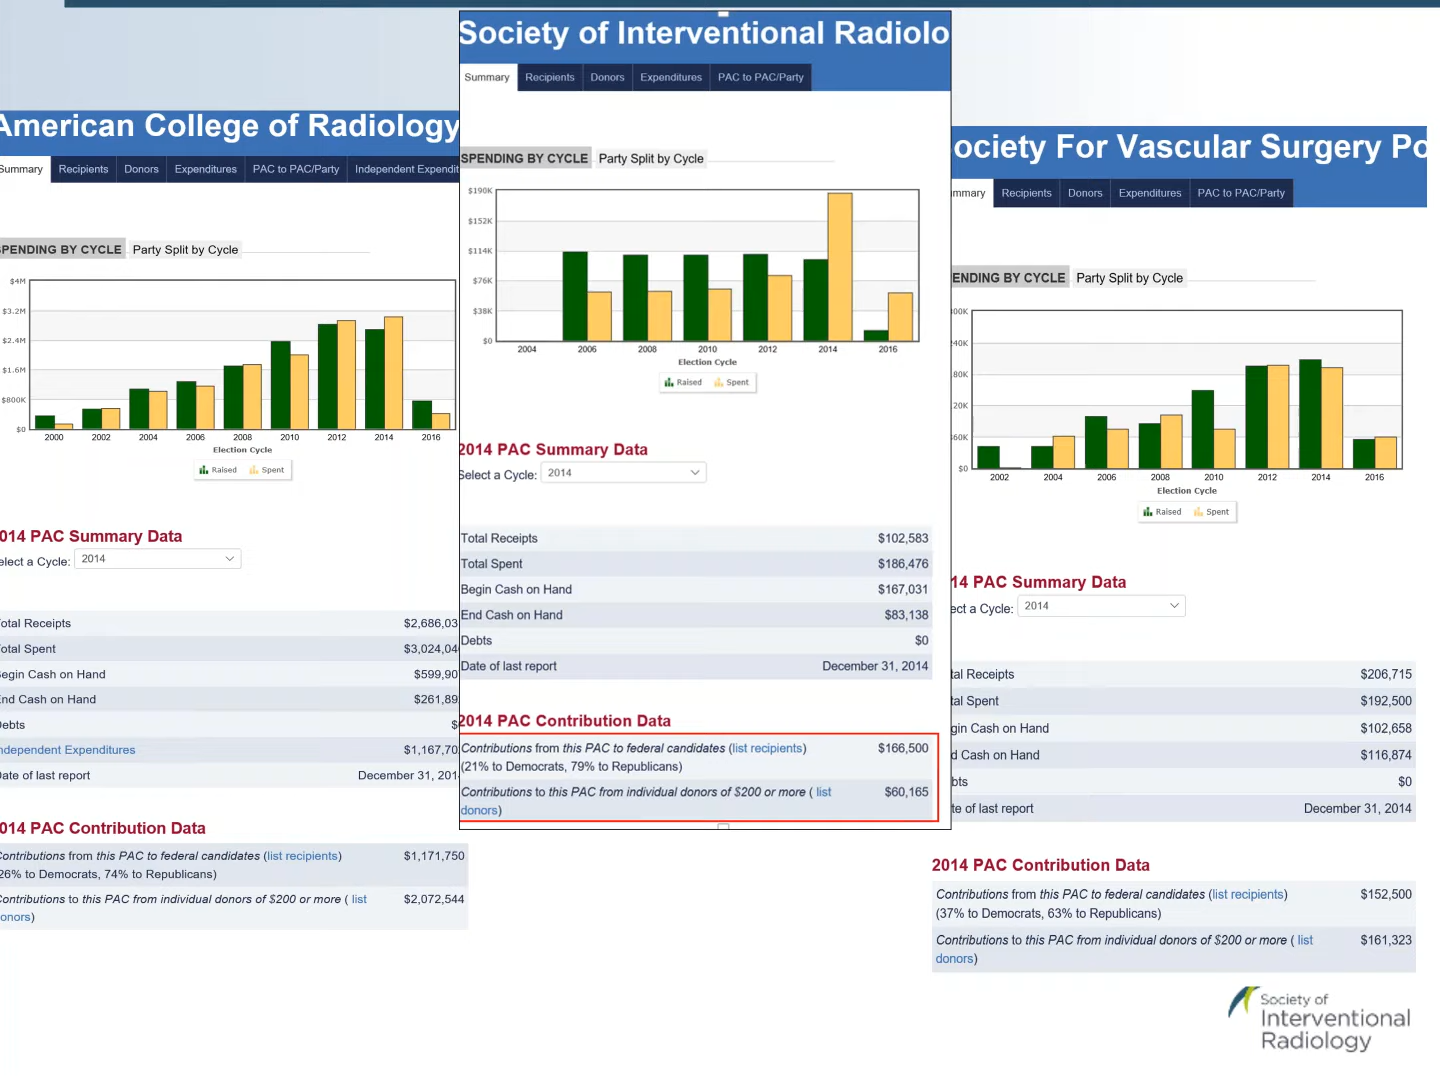 American College of Radiology
Summary Recipients Donors Expenditures PAC to PAC/Party Independent Expendit
SPENDING BY CYCLE Party Split by Cycle
$4M
$3.2M
$2.4M
$1.6M
$800K
$0
2000 2002 2004 2006 2008 2010 2012 2014 2016
Election Cycle
Raised Spent
014 PAC Summary Data
elect a Cycle: 2014
otal Receipts $2,686,03
otal Spent $3,024,04
egin Cash on Hand $599,90
End Cash on Hand $261,89
ebts $
ndependent Expenditures $1,167,70
ate of last report December 31, 201
014 PAC Contribution Data
Contributions from this PAC to federal candidates (list recipients) $1,171,750
26% to Democrats, 74% to Republicans)
Contributions to this PAC from individual donors of $200 or more ( list $2,072,544
onors)
Society of Interventional Radiolo
Summary Recipients Donors Expenditures PAC to PAC/Party
SPENDING BY CYCLE Party Split by Cycle
$190K
$152K
$114K
$76K
$38K
$0
2004 2006 2008 2010 2012 2014 2016
Election Cycle
Raised Spent
2014 PAC Summary Data
Select a Cycle: 2014
Total Receipts $102,583
Total Spent $186,476
Begin Cash on Hand $167,031
End Cash on Hand $83,138
Debts $0
Date of last report December 31, 2014
2014 PAC Contribution Data
Contributions from this PAC to federal candidates (list recipients) $166,500
(21% to Democrats, 79% to Republicans)
Contributions to this PAC from individual donors of $200 or more ( list $60,165
donors)
ociety For Vascular Surgery Po
mmary Recipients Donors Expenditures PAC to PAC/Party
ENDING BY CYCLE Party Split by Cycle
300K
240K
80K
20K
$60K
$0
2002 2004 2006 2008 2010 2012 2014 2016
Election Cycle
Raised Spent
14 PAC Summary Data
ect a Cycle: 2014
tal Receipts $206,715
tal Spent $192,500
gin Cash on Hand $102,658
d Cash on Hand $116,874
bts $0
te of last report December 31, 2014
2014 PAC Contribution Data
Contributions from this PAC to federal candidates (list recipients) $152,500
(37% to Democrats, 63% to Republicans)
Contributions to this PAC from individual donors of $200 or more ( list $161,323
donors)
Society of
Interventional
Radiology